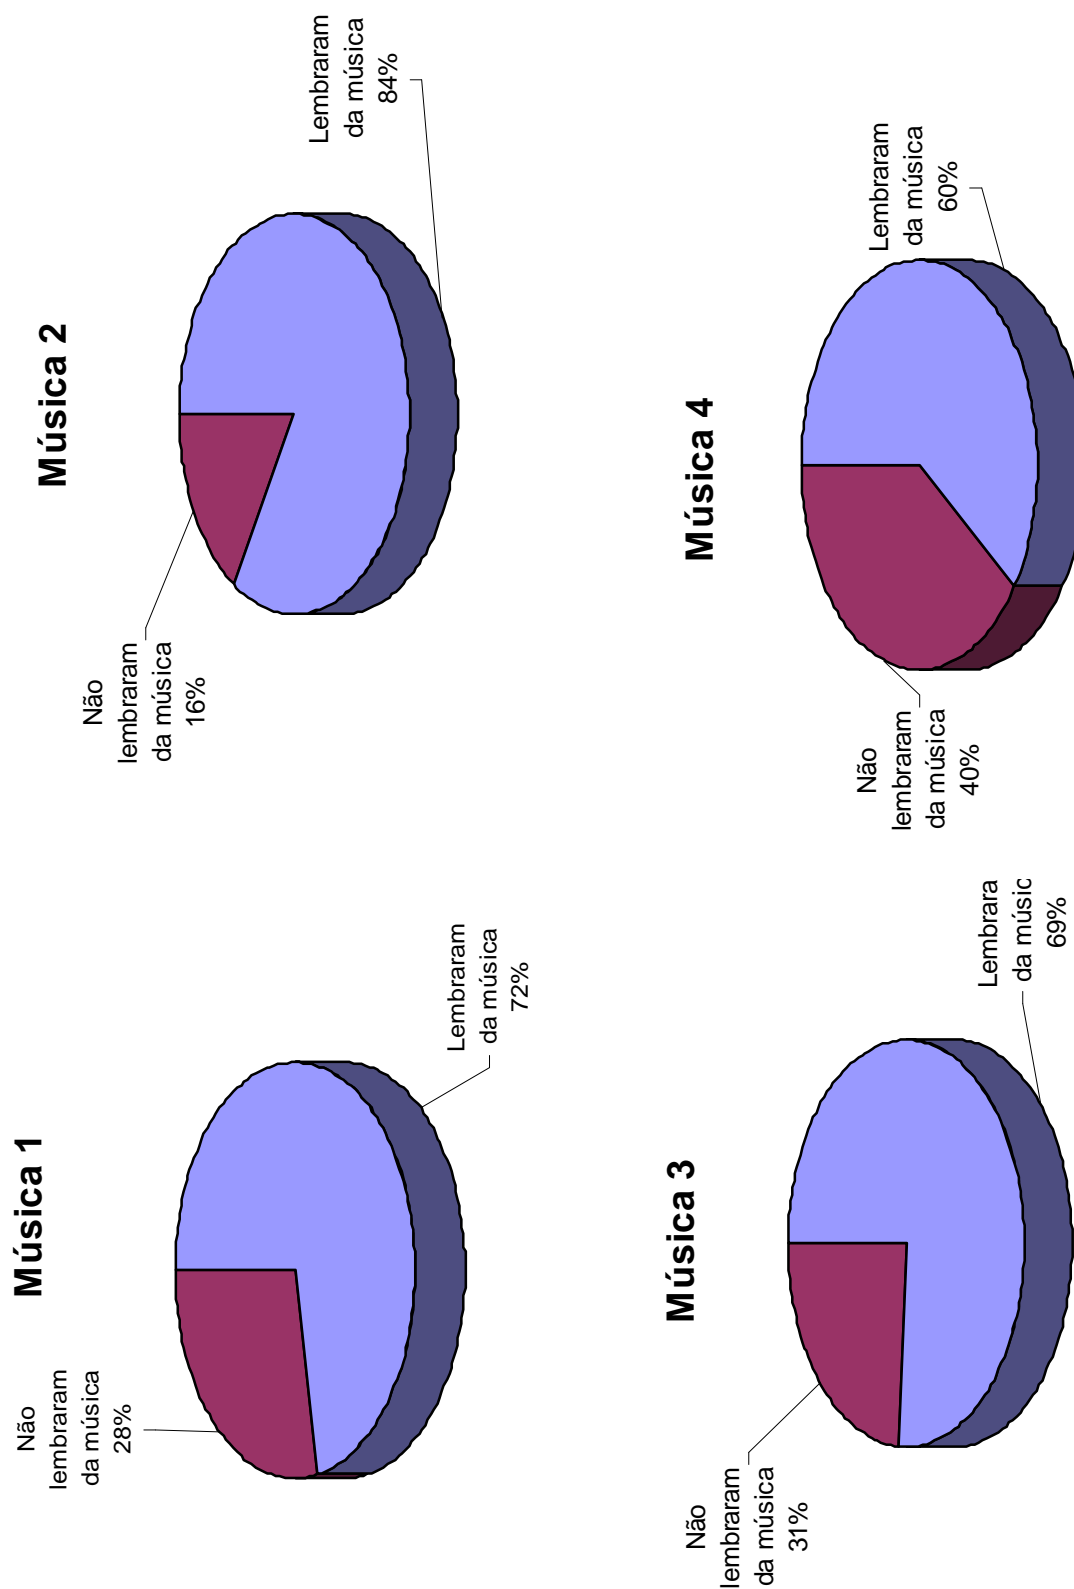 Música 1
Não
lembraram
da música
28%
Lembraram
da música
72%
Música 2
Não
lembraram
da música
16%
Lembraram
da música
84%
Música 3
Não
lembraram
da música
31%
Lembrara
da músic
69%
Música 4
Não
lembraram
da música
40%
Lembraram
da música
60%